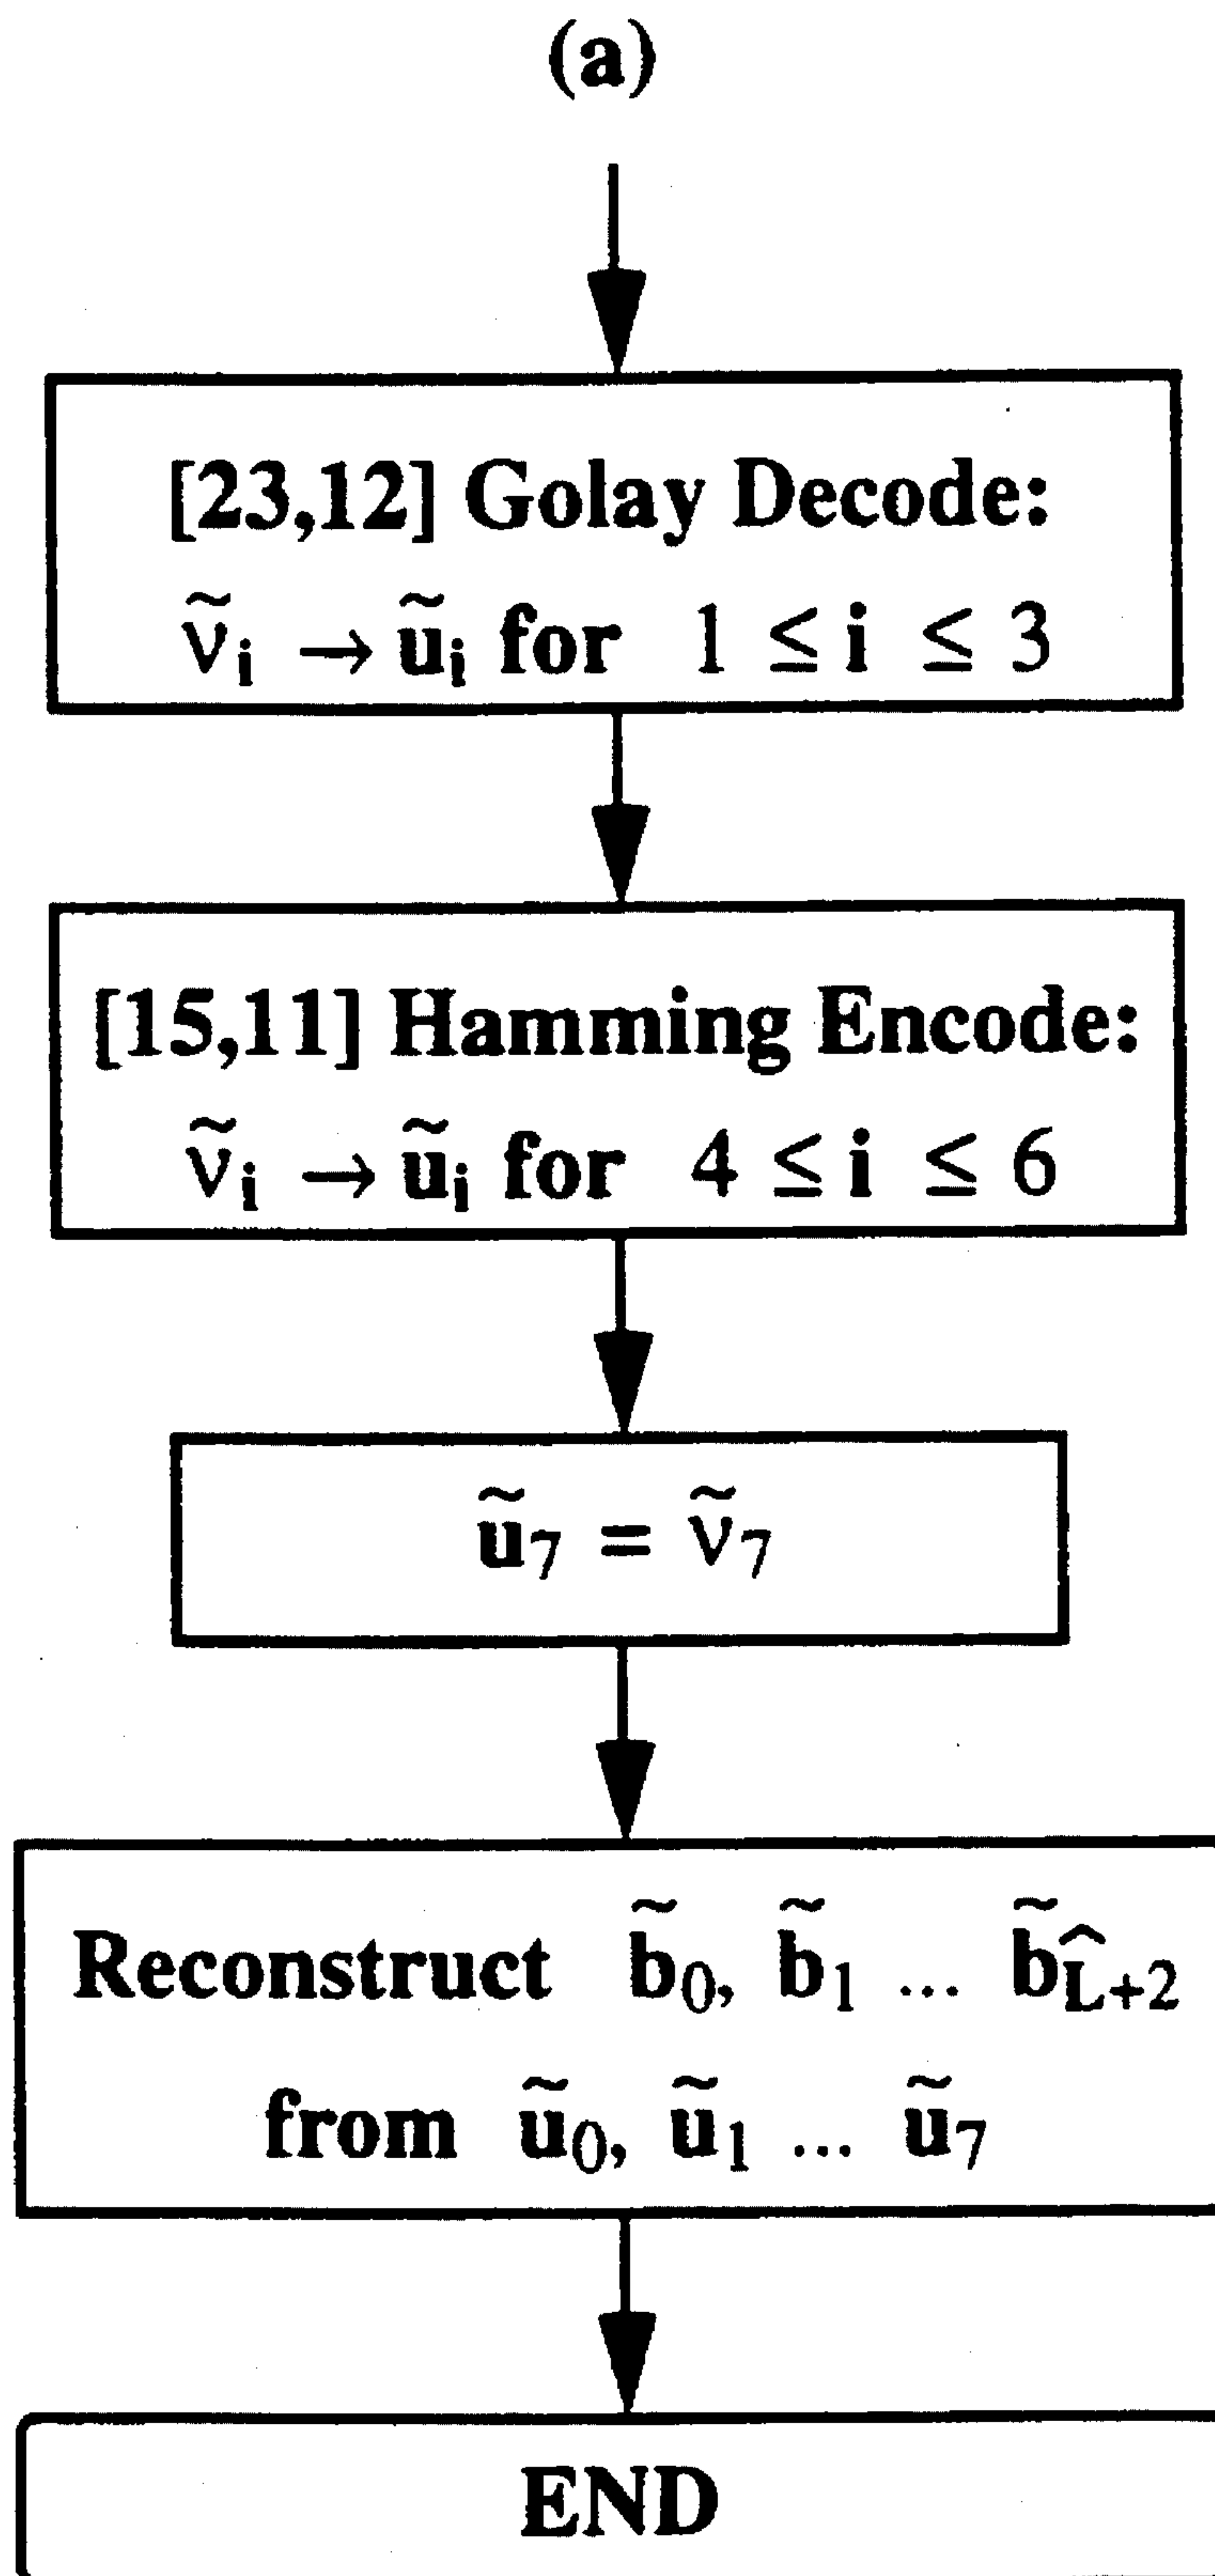 (a)
[23,12] Golay Decode:
ṽᵢ → ũᵢ for 1 ≤ i ≤ 3
[15,11] Hamming Encode:
ṽᵢ → ũᵢ for 4 ≤ i ≤ 6
ũ₇ = ṽ₇
Reconstruct b̃₀, b̃₁ ... b̃_L̂+2
from ũ₀, ũ₁ ... ũ₇
END